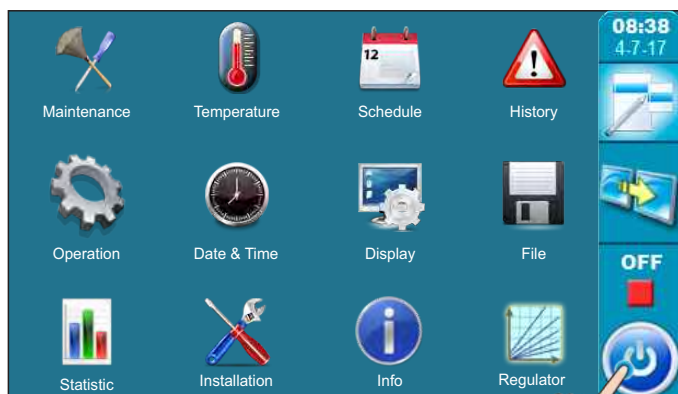 08:38
4-7-17
12
Maintenance
Temperature
Schedule
History
Operation
Date & Time
Display
File
OFF
Statistic
Installation
Info
Regulator